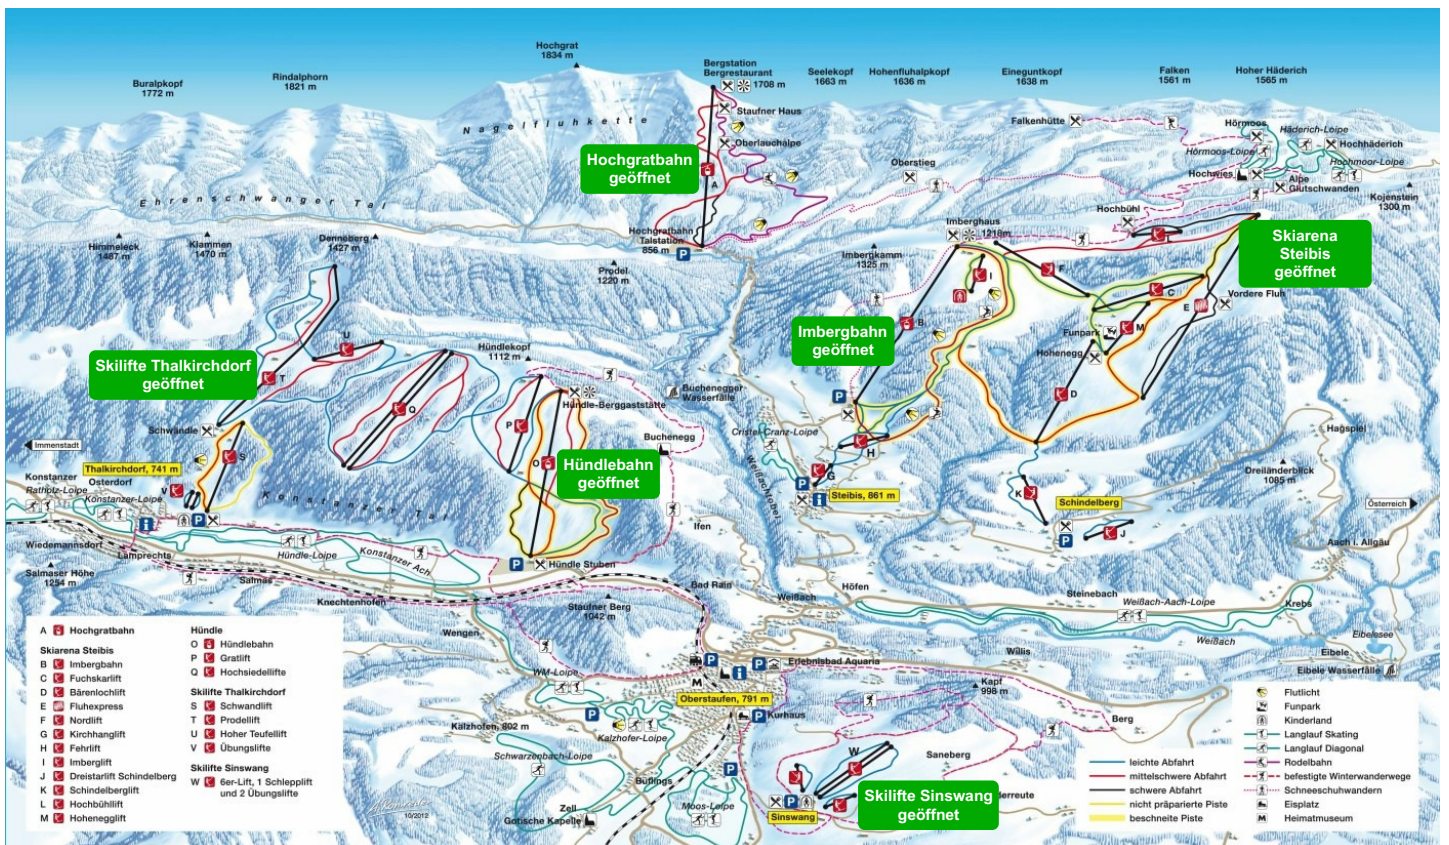 Hochgrat
1834 m
Buralpkopf
1772 m
Rindalphorn
1821 m
Bergstation
Bergrestaurant
1708 m
Seelekopf
1663 m
Hohenfluhalpkopf
1636 m
Eineguntkopf
1638 m
Falken
1561 m
Hoher Häderich
1565 m
Nagelfluhkette
Staufner Haus
Oberlauchalpe
Falkenhütte
Hörmoos
Häderich-Loipe
Hochhäderich
Hörmoos-Loipe
Hochmoor-Loipe
Hochwies
Alpe
Glutschwanden
Kojenstein
1300 m
Oberstieg
Hochbühl
Hochgratbahn
geöffnet
A
Ehrenschwanger Tal
Himmeleck
1487 m
Klammen
1470 m
Denneberg
1427 m
Hochgratbahn
Talstation
856 m
P
Prodel
1220 m
Imberghaus
1218m
Imbergkamm
1325 m
Skiarena
Steibis
geöffnet
L
I
F
C
E
M
B
Vordere Fluh
Funpark
Hohenegg
Imbergbahn
geöffnet
Skilifte Thalkirchdorf
geöffnet
U
T
Hündlekopf
1112 m
Hündle-Berggaststätte
Buchenegger
Wasserfälle
Q
P
D
P
Schwändle
S
Immenstadt
Thalkirchdorf, 741 m
Konstanzer
Ratholz-Loipe
Osterdorf
Konstanzer-Loipe
V
Konstanzer Tal
O
Hündlebahn
geöffnet
Buchenegg
Cristel-Cranz-Loipe
Weißachtobel
H
G
P
Steibis, 861 m
Hagspiel
Dreiländerblick
1085 m
Österreich
K
Schindelberg
P
J
Aach i. Allgäu
Ifen
Wiedemannsdorf
Lamprechts
P
Hündle-Loipe
Konstanzer Ach
P
Hündle Stuben
Salmaser Höhe
1254 m
Salmas
Knechtenhofen
Staufner Berg
1042 m
Bad Rain
Weißach
Höfen
Steinebach
Weißach-Aach-Loipe
Krebs
Weißach
Eibelesee
Eibele
Eibele Wasserfälle
Wengen
WM-Loipe
P
P
Erlebnisbad Aquaria
Willis
M
Oberstaufen, 791 m
P
Kurhaus
Kapf
998 m
Berg
Kalzhofen, 802 m
P
Kalzhofer-Loipe
Schwarzenbach-Loipe
Büflings
P
Moos-Loipe
Zell
Gotische Kapelle
W
Saneberg
P
Sinswang
Skilifte Sinswang
geöffnet
10/2012
A Hochgratbahn
Skiarena Steibis
B Imbergbahn
C Fuchskarlift
D Bärenlochlift
E Fluhexpress
F Nordlift
G Kirchhanglift
H Fehrlift
I Imberglift
J Dreistarlift Schindelberg
K Schindelberglift
L Hochbühllift
M Hohenegglift
Hündle
O Hündlebahn
P Gratlift
Q Hochsiedellifte
Skilifte Thalkirchdorf
S Schwandlift
T Prodellift
U Hoher Teufellift
V Übungslifte
Skilifte Sinswang
W 6er-Lift, 1 Schlepplift
und 2 Übungslifte
leichte Abfahrt
mittelschwere Abfahrt
schwere Abfahrt
nicht präparierte Piste
beschneite Piste
Flutlicht
Funpark
Kinderland
Langlauf Skating
Langlauf Diagonal
Rodelbahn
befestigte Winterwanderwege
Schneeschuhwandern
Eisplatz
M Heimatmuseum